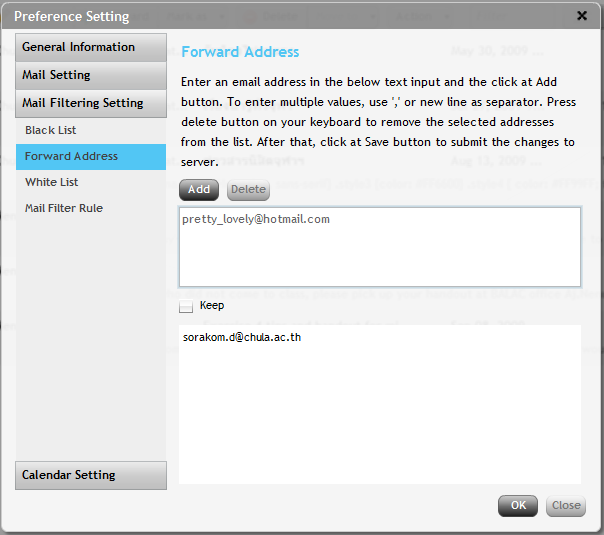 Preference Setting
General Information
Mail Setting
Mail Filtering Setting
Black List
Forward Address
White List
Mail Filter Rule
Calendar Setting
Forward Address
Enter an email address in the below text input and the click at Add
button. To enter multiple values, use ',' or new line as separator. Press
delete button on your keyboard to remove the selected addresses
from the list. After that, click at Save button to submit the changes to
server.
Add Delete
pretty_lovely@hotmail.com
Keep
sorakom.d@chula.ac.th
OK Close